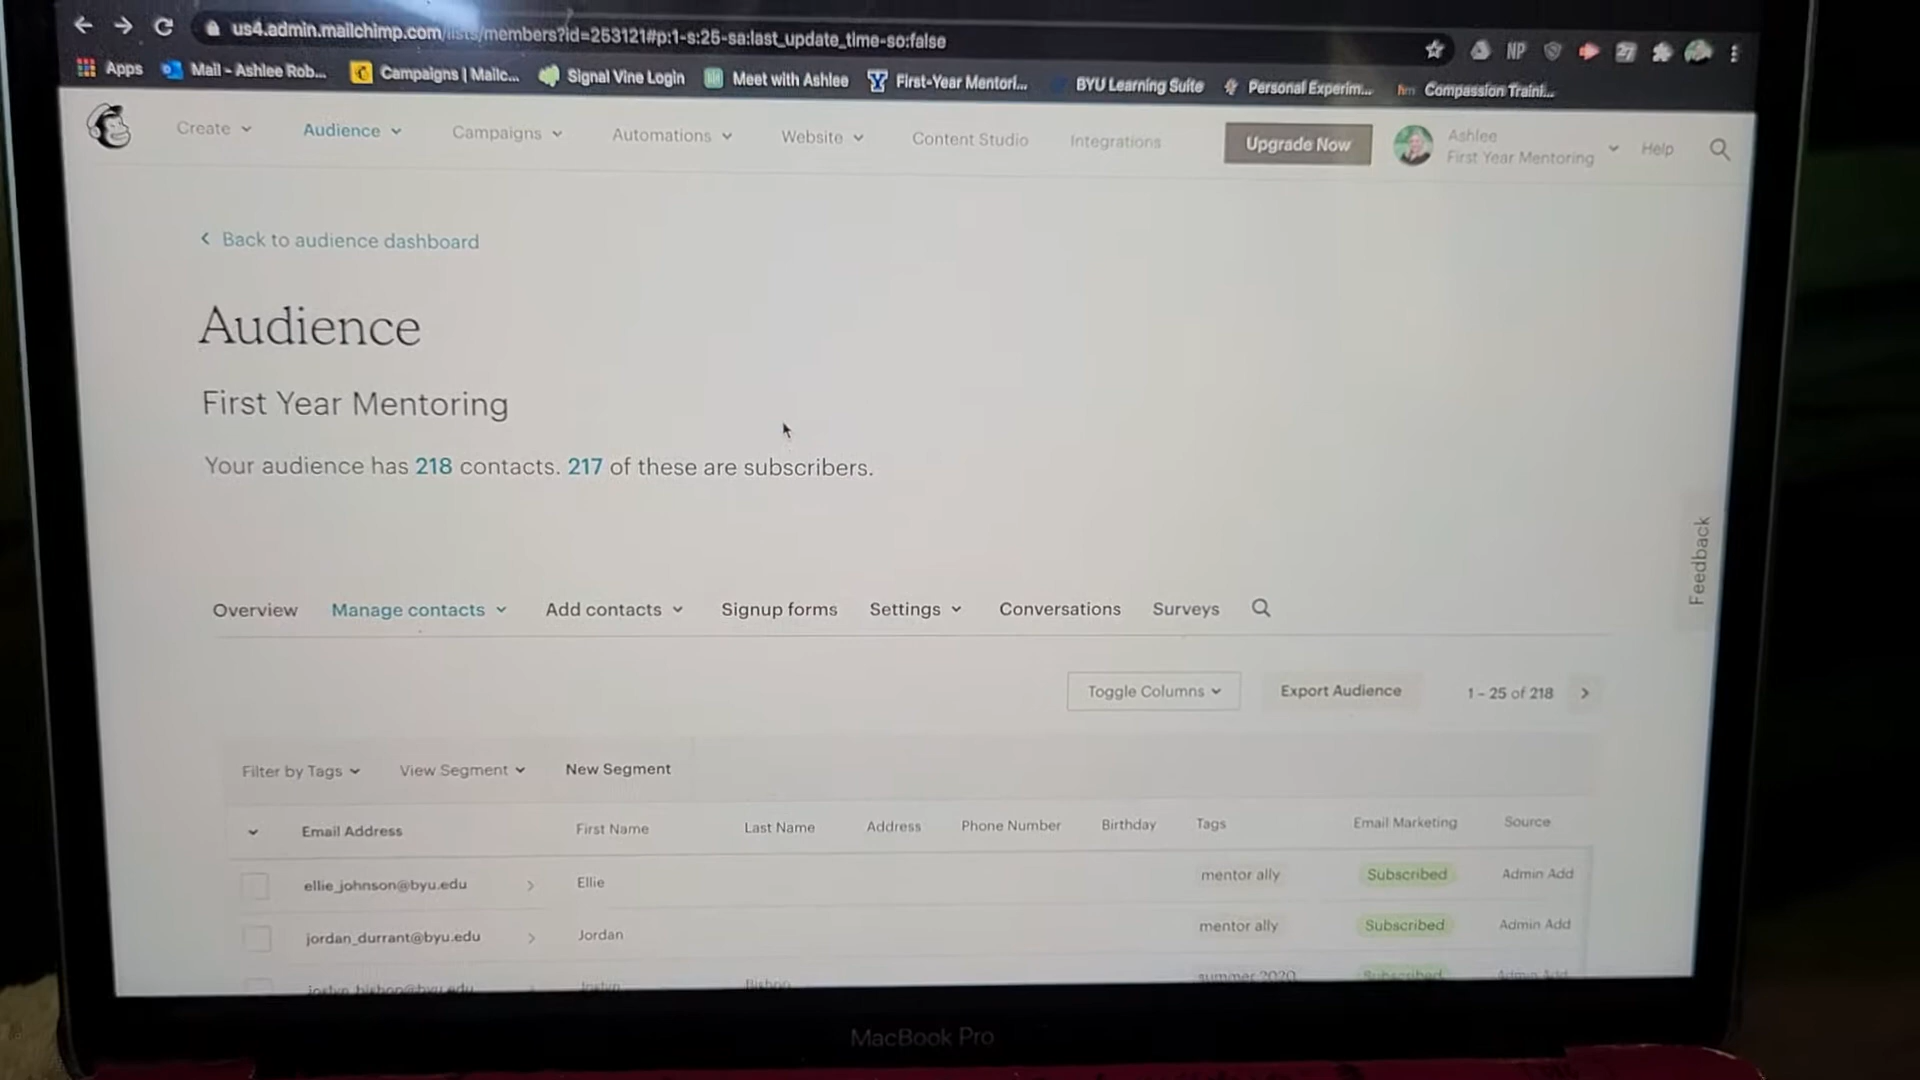 us4.admin.mailchimp.com/lists/members?id=253121#p:1-s:25-sa:last_update_time-so:false
NP
27
Apps
Mail - Ashlee Rob...
Campaigns | Mailc...
Signal Vine Login
Meet with Ashlee
First-Year Mentori...
BYU Learning Suite
Personal Experim...
hm Compassion Traini...
Create
Audience
Campaigns
Automations
Website
Content Studio
Integrations
Upgrade Now
Ashlee
First Year Mentoring
Help
Back to audience dashboard
Audience
First Year Mentoring
Your audience has 218 contacts. 217 of these are subscribers.
Feedback
Overview
Manage contacts
Add contacts
Signup forms
Settings
Conversations
Surveys
Toggle Columns
Export Audience
1 - 25 of 218
Filter by Tags
View Segment
New Segment
Email Address
First Name
Last Name
Address
Phone Number
Birthday
Tags
Email Marketing
Source
ellie_johnson@byu.edu
Ellie
mentor ally
Subscribed
Admin Add
jordan_durrant@byu.edu
Jordan
mentor ally
Subscribed
Admin Add
Bishop
summer 2020
Subscribed
Admin Add
MacBook Pro